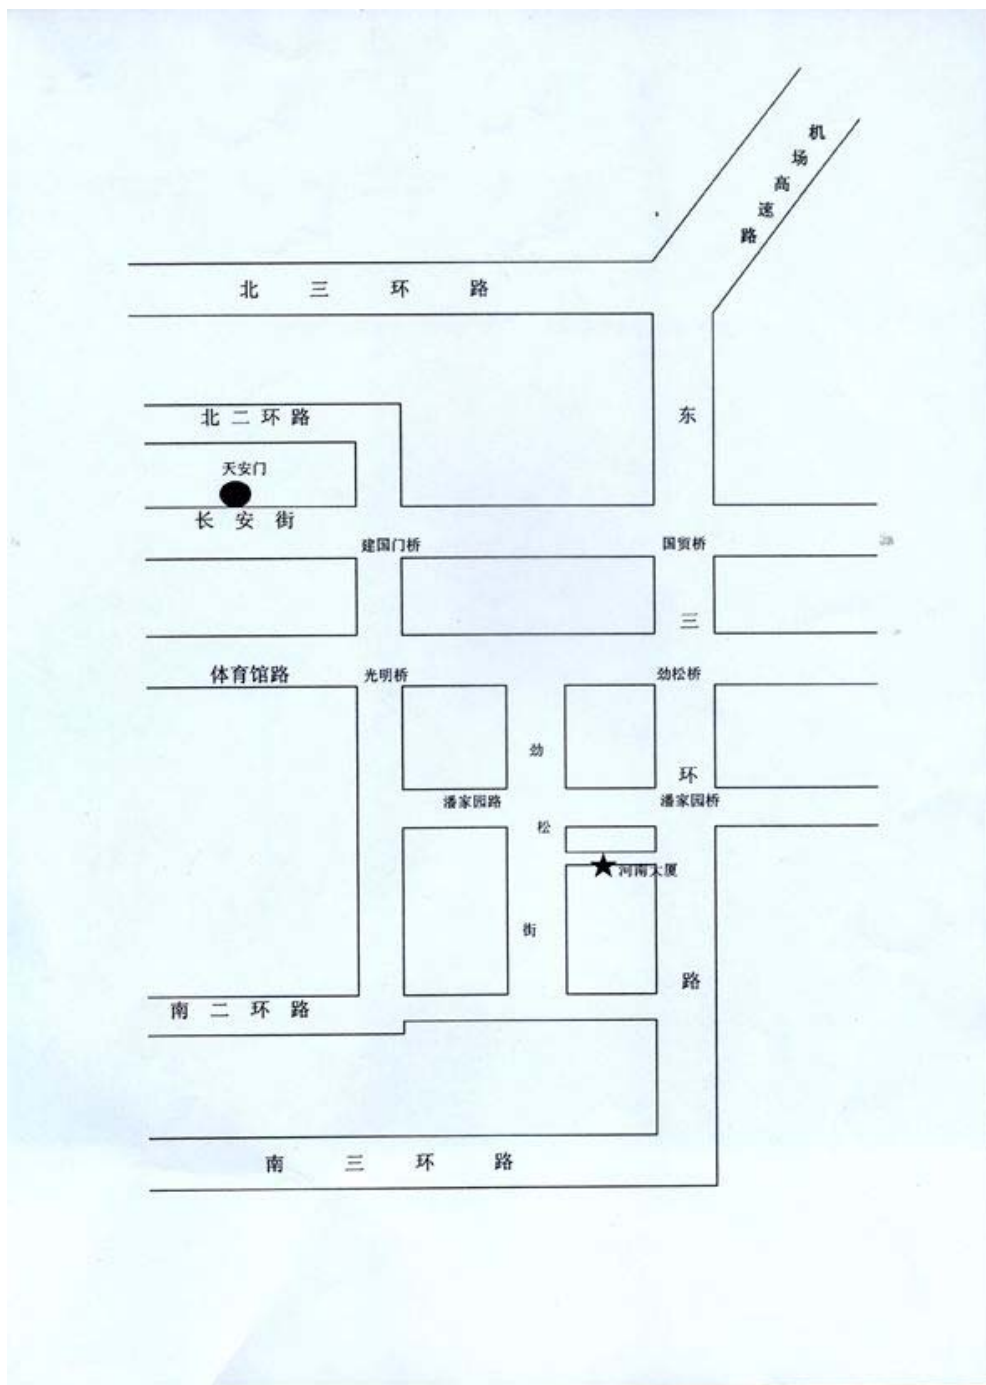 机场高速路
北三环路
东三环路
北二环路
天安门
长安街
建国门桥
国贸桥
体育馆路
光明桥
劲松桥
劲松街
潘家园路
潘家园桥
河南大厦
南二环路
南三环路